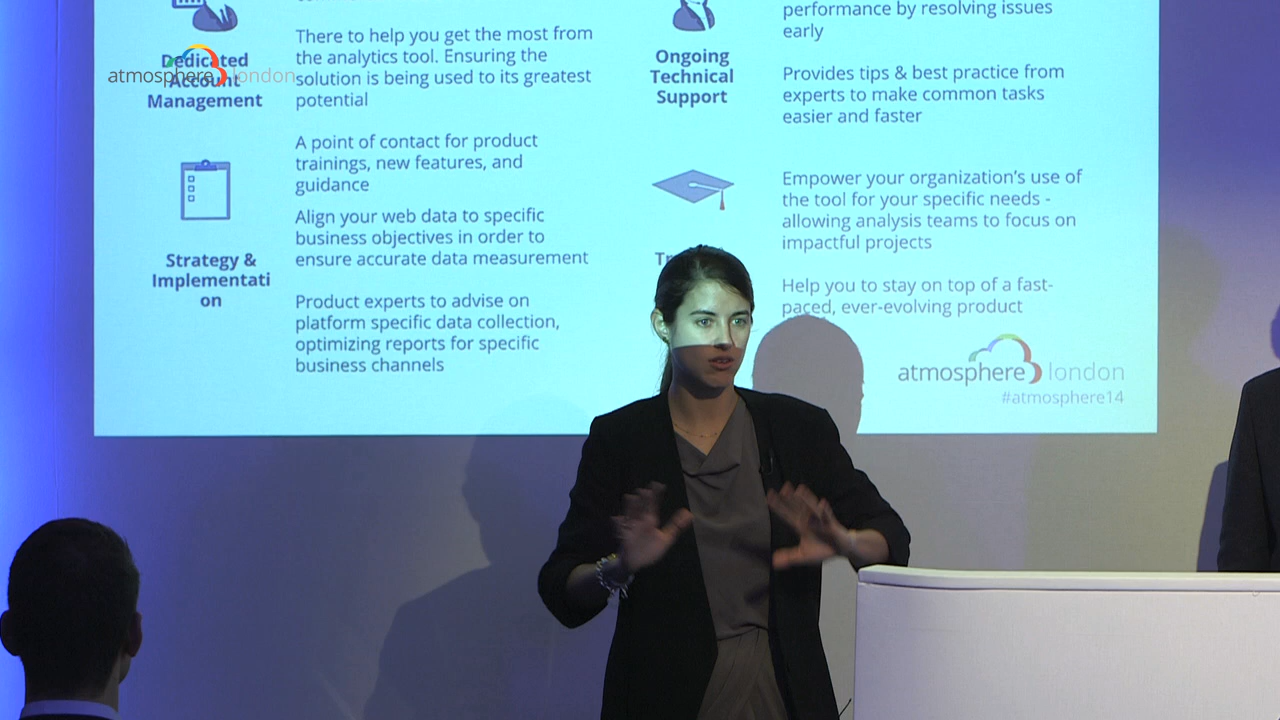 There to help you get the most from
the analytics tool. Ensuring the
solution is being used to its greatest
potential
Dedicated
Account
Management
atmosphere london
A point of contact for product
trainings, new features, and
guidance
Strategy &
Implementati
on
Align your web data to specific
business objectives in order to
ensure accurate data measurement
Product experts to advise on
platform specific data collection,
optimizing reports for specific
business channels
performance by resolving issues
early
Ongoing
Technical
Support
Provides tips & best practice from
experts to make common tasks
easier and faster
Empower your organization's use of
the tool for your specific needs -
allowing analysis teams to focus on
impactful projects
Help you to stay on top of a fast-
paced, ever-evolving product
atmosphere london
#atmosphere14